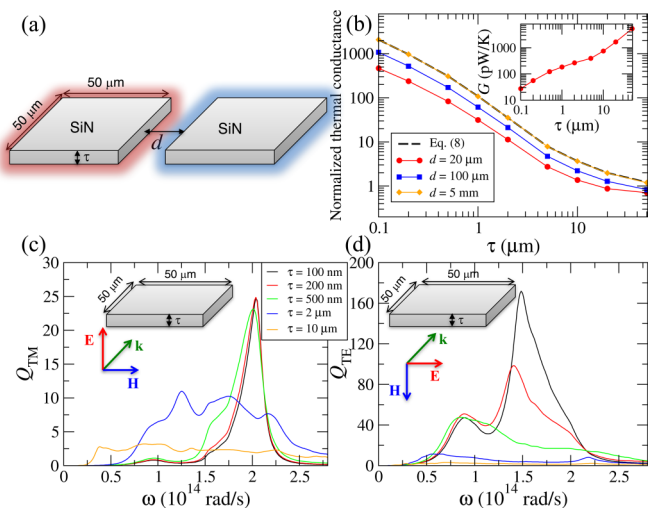 (a)
50 μm
50 μm
SiN
SiN
d
τ
(b)
Normalized thermal conductance
1000
100
10
1
0.1
1
10
τ (μm)
Eq. (8)
d = 20 μm
d = 100 μm
d = 5 mm
G (pW/K)
1000
100
10
0.1
1
10
τ (μm)
(c)
30
25
20
15
10
5
0
Q_TM
0
0.5
1
1.5
2
2.5
ω (10^14 rad/s)
50 μm
50 μm
τ
E
k
H
τ = 100 nm
τ = 200 nm
τ = 500 nm
τ = 2 μm
τ = 10 μm
(d)
200
160
120
80
40
0
Q_TE
0
0.5
1
1.5
2
2.5
ω (10^14 rad/s)
50 μm
50 μm
τ
k
E
H